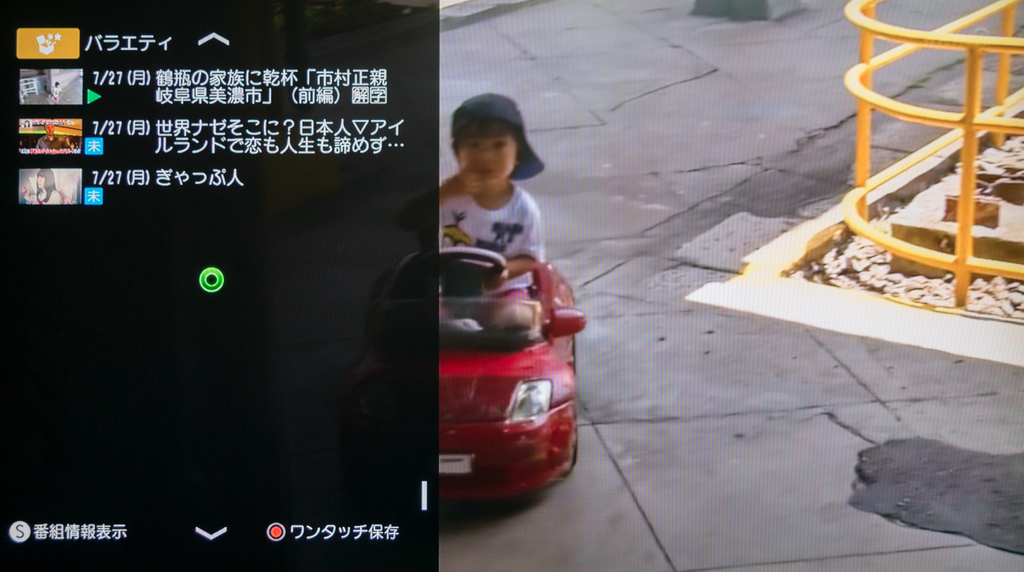 バラエティ
7/27(月) 鶴瓶の家族に乾杯「市村正親
岐阜県美濃市」(前編) 解字
7/27(月) 世界ナゼそこに?日本人▽アイ
未 ルランドで恋も人生も諦めず…
7/27(月) ぎゃっぷ人
未
S 番組情報表示
ワンタッチ保存